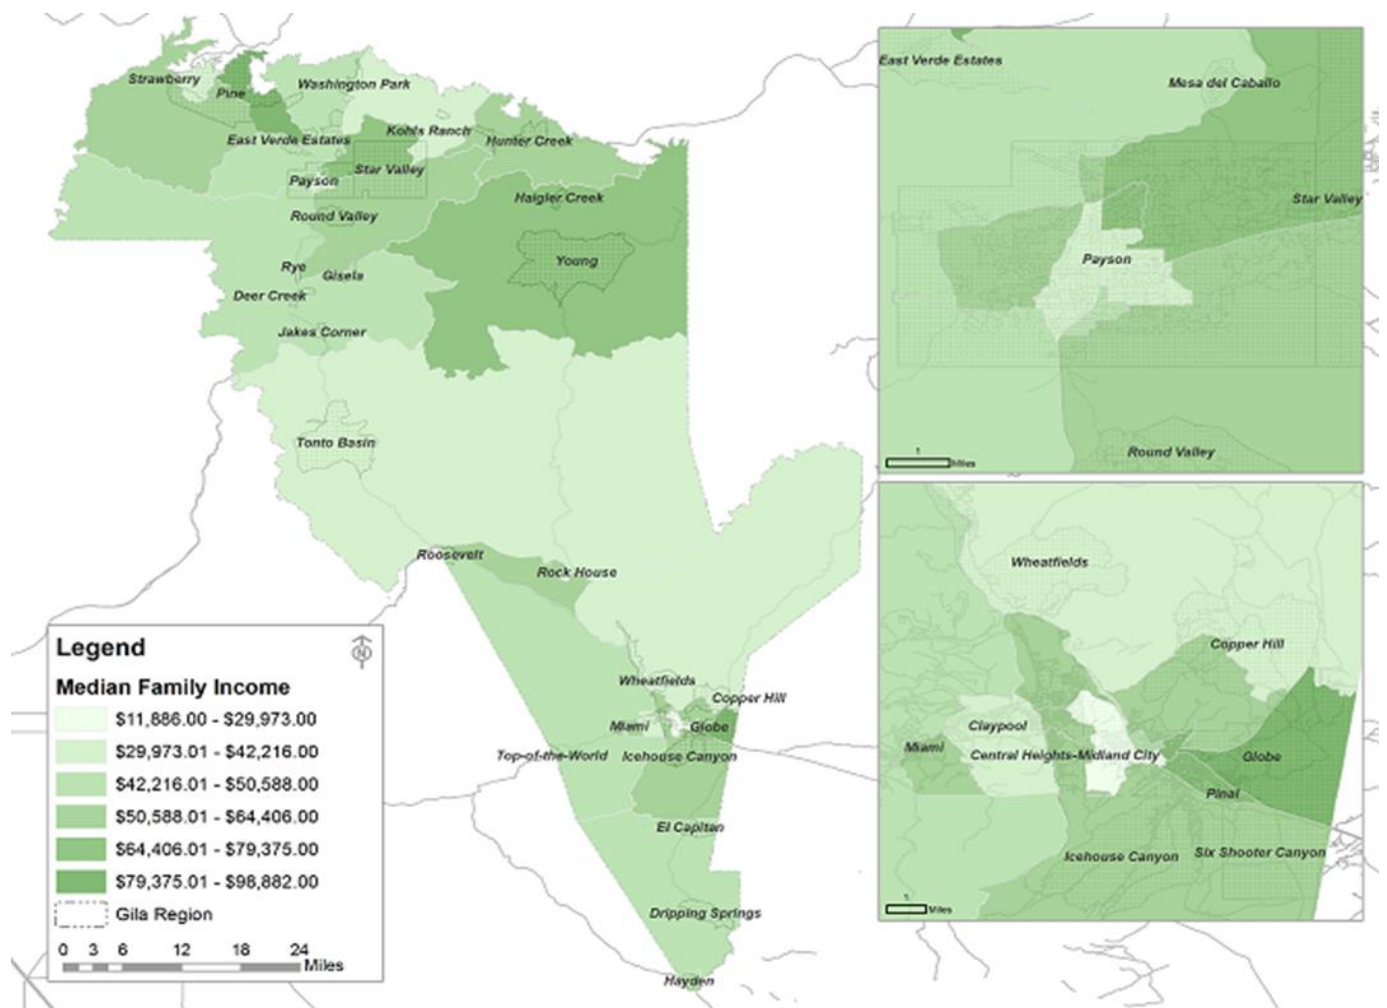 Strawberry
Pine
Washington Park
East Verde Estates
Kohls Ranch
Hunter Creek
Payson
Star Valley
Haigler Creek
Round Valley
Rye
Gisela
Young
Deer Creek
Jakes Corner
Tonto Basin
Roosevelt
Rock House
Wheatfields
Copper Hill
Miami
Globe
Top-of-the-World
Icehouse Canyon
El Capitan
Dripping Springs
Hayden
Legend
N
Median Family Income
$11,886.00 - $29,973.00
$29,973.01 - $42,216.00
$42,216.01 - $50,588.00
$50,588.01 - $64,406.00
$64,406.01 - $79,375.00
$79,375.01 - $98,882.00
Gila Region
0 3 6 12 18 24
Miles
East Verde Estates
Mesa del Caballo
Star Valley
Payson
Round Valley
1
Miles
Wheatfields
Copper Hill
Claypool
Miami
Central Heights-Midland City
Globe
Pinal
Icehouse Canyon
Six Shooter Canyon
1
Miles